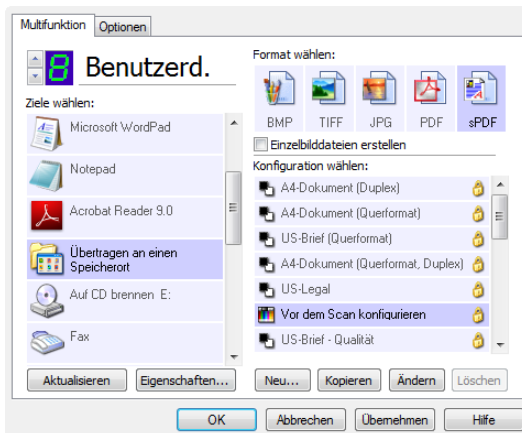 Multifunktion Optionen
8 Benutzerd.
Ziele wählen:
Microsoft WordPad
Notepad
Acrobat Reader 9.0
Übertragen an einen
Speicherort
Auf CD brennen E:
Fax
Aktualisieren Eigenschaften...
Format wählen:
BMP TIFF JPG PDF sPDF
Einzelbilddateien erstellen
Konfiguration wählen:
A4-Dokument (Duplex)
A4-Dokument (Querformat)
US-Brief (Querformat)
A4-Dokument (Querformat, Duplex)
US-Legal
Vor dem Scan konfigurieren
US-Brief - Qualität
Neu... Kopieren Ändern Löschen
OK Abbrechen Übernehmen Hilfe